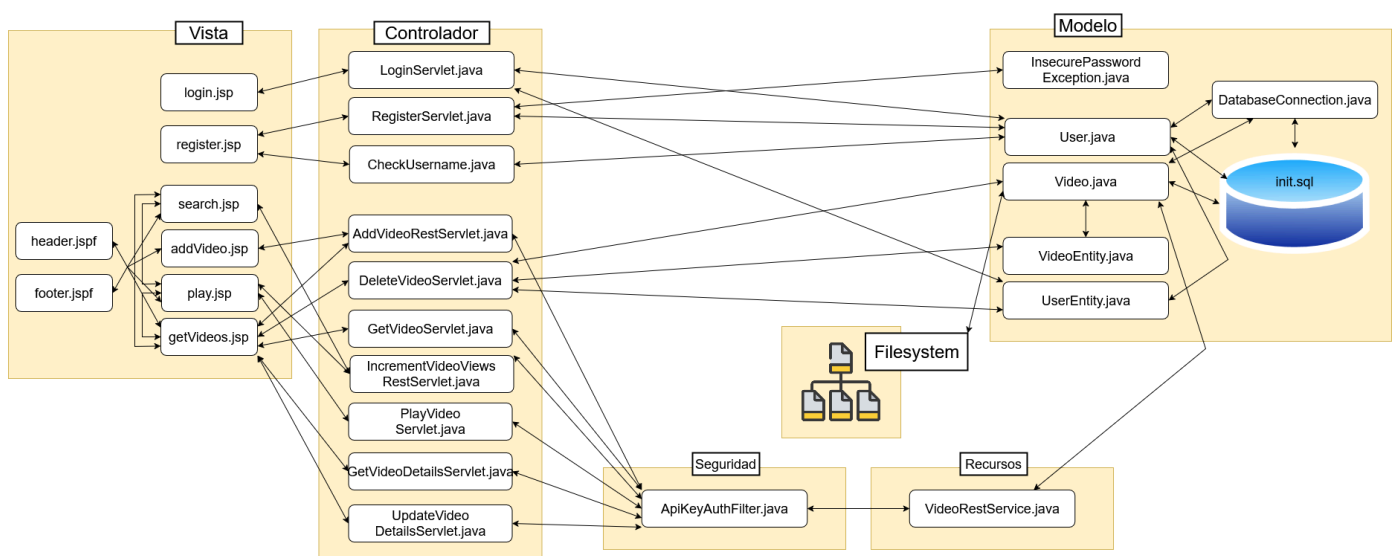 Vista
login.jsp
register.jsp
search.jsp
header.jspf
addVideo.jsp
footer.jspf
play.jsp
getVideos.jsp
Controlador
LoginServlet.java
RegisterServlet.java
CheckUsername.java
AddVideoRestServlet.java
DeleteVideoServlet.java
GetVideoServlet.java
IncrementVideoViews
RestServlet.java
PlayVideo
Servlet.java
GetVideoDetailsServlet.java
UpdateVideo
DetailsServlet.java
Modelo
InsecurePassword
Exception.java
DatabaseConnection.java
User.java
Video.java
init.sql
VideoEntity.java
UserEntity.java
Filesystem
Seguridad
ApiKeyAuthFilter.java
Recursos
VideoRestService.java